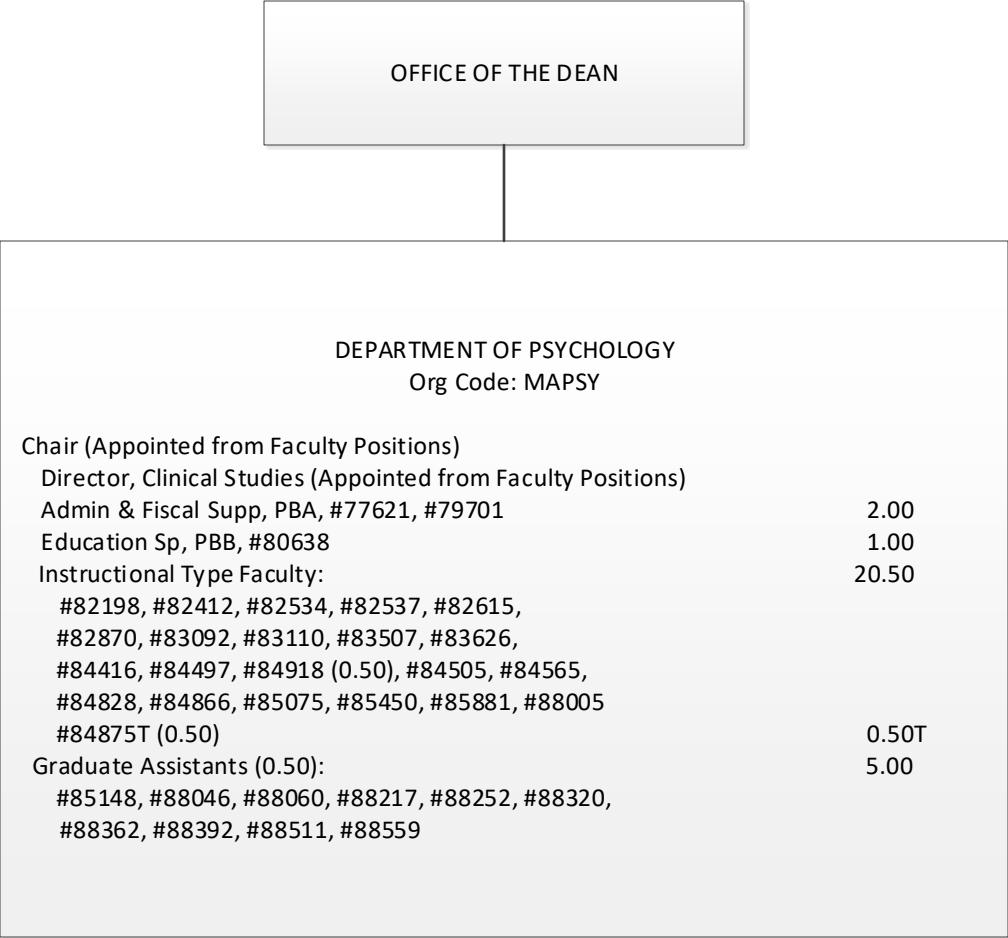 OFFICE OF THE DEAN
DEPARTMENT OF PSYCHOLOGY
Org Code: MAPSY
Chair (Appointed from Faculty Positions)
Director, Clinical Studies (Appointed from Faculty Positions)
Admin & Fiscal Supp, PBA, #77621, #79701 2.00
Education Sp, PBB, #80638 1.00
Instructional Type Faculty: 20.50
#82198, #82412, #82534, #82537, #82615,
#82870, #83092, #83110, #83507, #83626,
#84416, #84497, #84918 (0.50), #84505, #84565,
#84828, #84866, #85075, #85450, #85881, #88005
#84875T (0.50) 0.50T
Graduate Assistants (0.50): 5.00
#85148, #88046, #88060, #88217, #88252, #88320,
#88362, #88392, #88511, #88559